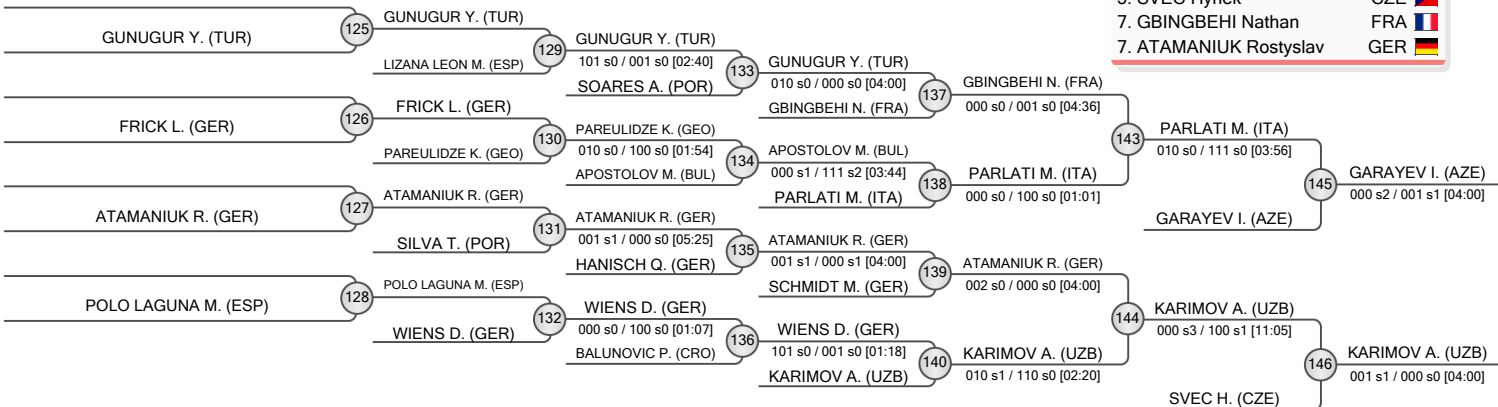 5. SVEC Hynek CZE
7. GBINGBEHI Nathan FRA
7. ATAMANIUK Rostyslav GER
GUNUGUR Y. (TUR)
125
FRICK L. (GER)
126
ATAMANIUK R. (GER)
127
POLO LAGUNA M. (ESP)
128
GUNUGUR Y. (TUR)
LIZANA LEON M. (ESP)
129
FRICK L. (GER)
PAREULIDZE K. (GEO)
130
ATAMANIUK R. (GER)
SILVA T. (POR)
131
POLO LAGUNA M. (ESP)
WIENS D. (GER)
132
GUNUGUR Y. (TUR)
101 s0 / 001 s0 [02:40]
SOARES A. (POR)
133
PAREULIDZE K. (GEO)
010 s0 / 100 s0 [01:54]
APOSTOLOV M. (BUL)
134
ATAMANIUK R. (GER)
001 s1 / 000 s0 [05:25]
HANISCH Q. (GER)
135
WIENS D. (GER)
000 s0 / 100 s0 [01:07]
BALUNOVIC P. (CRO)
136
GUNUGUR Y. (TUR)
010 s0 / 000 s0 [04:00]
GBINGBEHI N. (FRA)
137
APOSTOLOV M. (BUL)
000 s1 / 111 s2 [03:44]
PARLATI M. (ITA)
138
ATAMANIUK R. (GER)
001 s1 / 000 s1 [04:00]
SCHMIDT M. (GER)
139
WIENS D. (GER)
101 s0 / 001 s0 [01:18]
KARIMOV A. (UZB)
140
GBINGBEHI N. (FRA)
000 s0 / 001 s0 [04:36]
PARLATI M. (ITA)
000 s0 / 100 s0 [01:01]
143
ATAMANIUK R. (GER)
002 s0 / 000 s0 [04:00]
KARIMOV A. (UZB)
010 s1 / 110 s0 [02:20]
144
PARLATI M. (ITA)
010 s0 / 111 s0 [03:56]
GARAYEV I. (AZE)
145
KARIMOV A. (UZB)
000 s3 / 100 s1 [11:05]
SVEC H. (CZE)
146
GARAYEV I. (AZE)
000 s2 / 001 s1 [04:00]
KARIMOV A. (UZB)
001 s1 / 000 s0 [04:00]